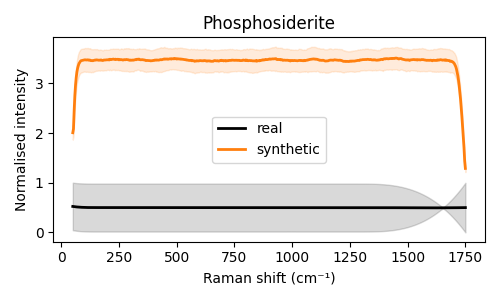 Phosphosiderite
Normalised intensity
3
2
1
0
real
synthetic
0 250 500 750 1000 1250 1500 1750
Raman shift (cm⁻¹)